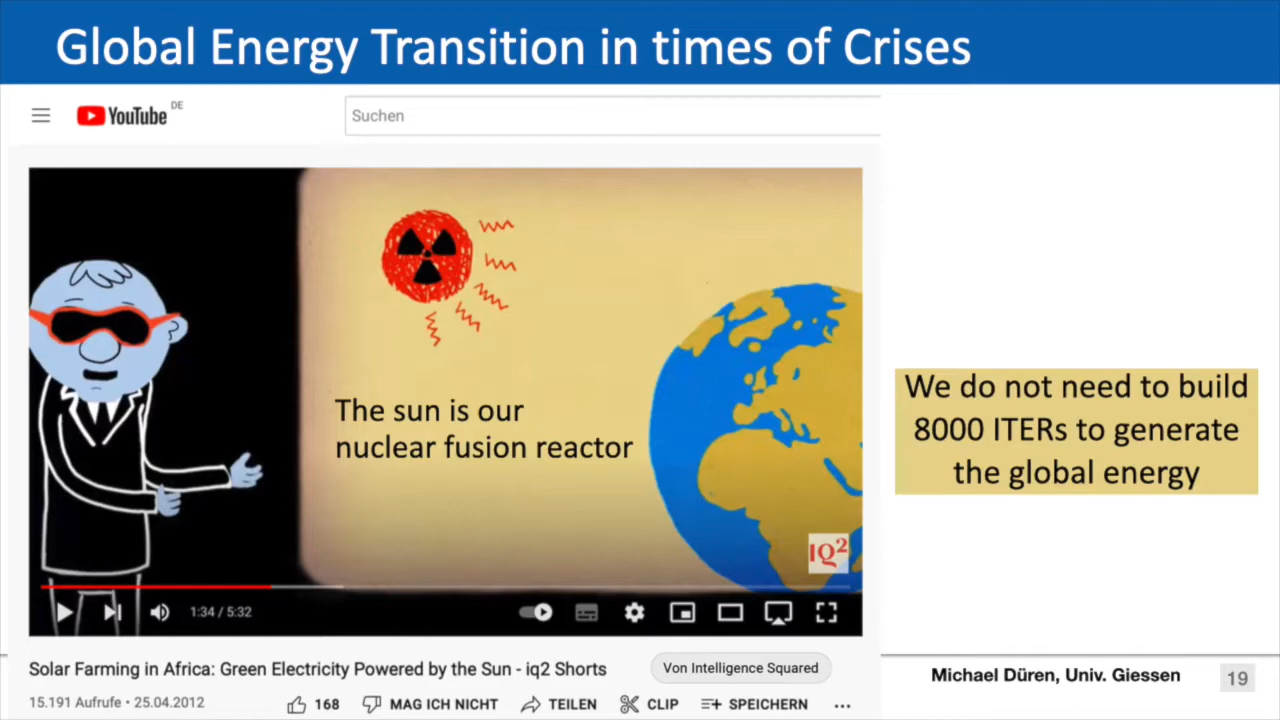 Global Energy Transition in times of Crises
YouTube DE
Suchen
The sun is our
nuclear fusion reactor
We do not need to build
8000 ITERs to generate
the global energy
IQ²
1:34 / 5:32
Solar Farming in Africa: Green Electricity Powered by the Sun - iq2 Shorts
Von Intelligence Squared
15.191 Aufrufe • 25.04.2012
168
MAG ICH NICHT
TEILEN
CLIP
SPEICHERN
Michael Düren, Univ. Giessen
19